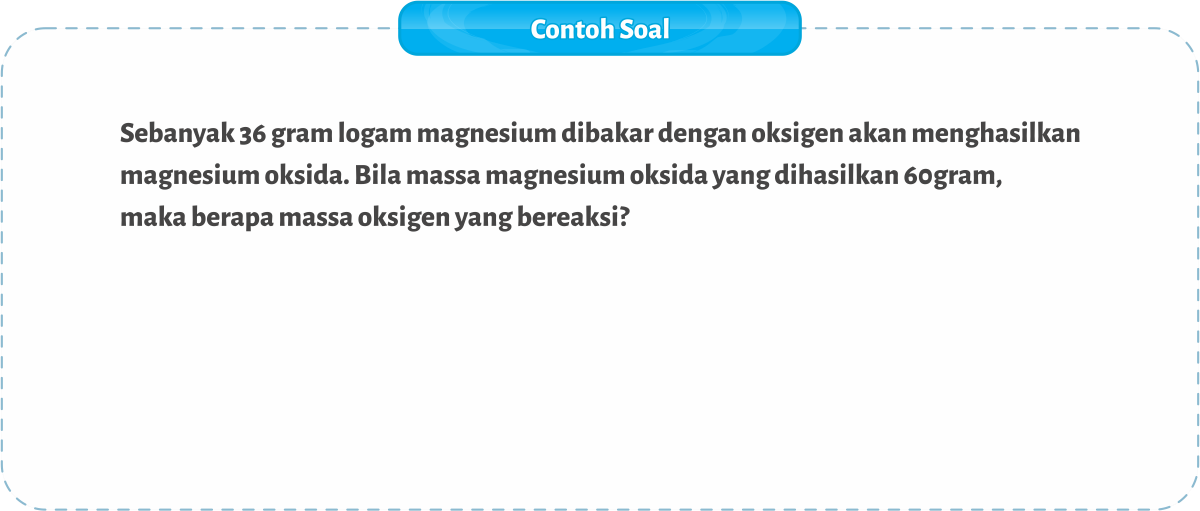 Contoh Soal
Sebanyak 36 gram logam magnesium dibakar dengan oksigen akan menghasilkan
magnesium oksida. Bila massa magnesium oksida yang dihasilkan 60gram,
maka berapa massa oksigen yang bereaksi?